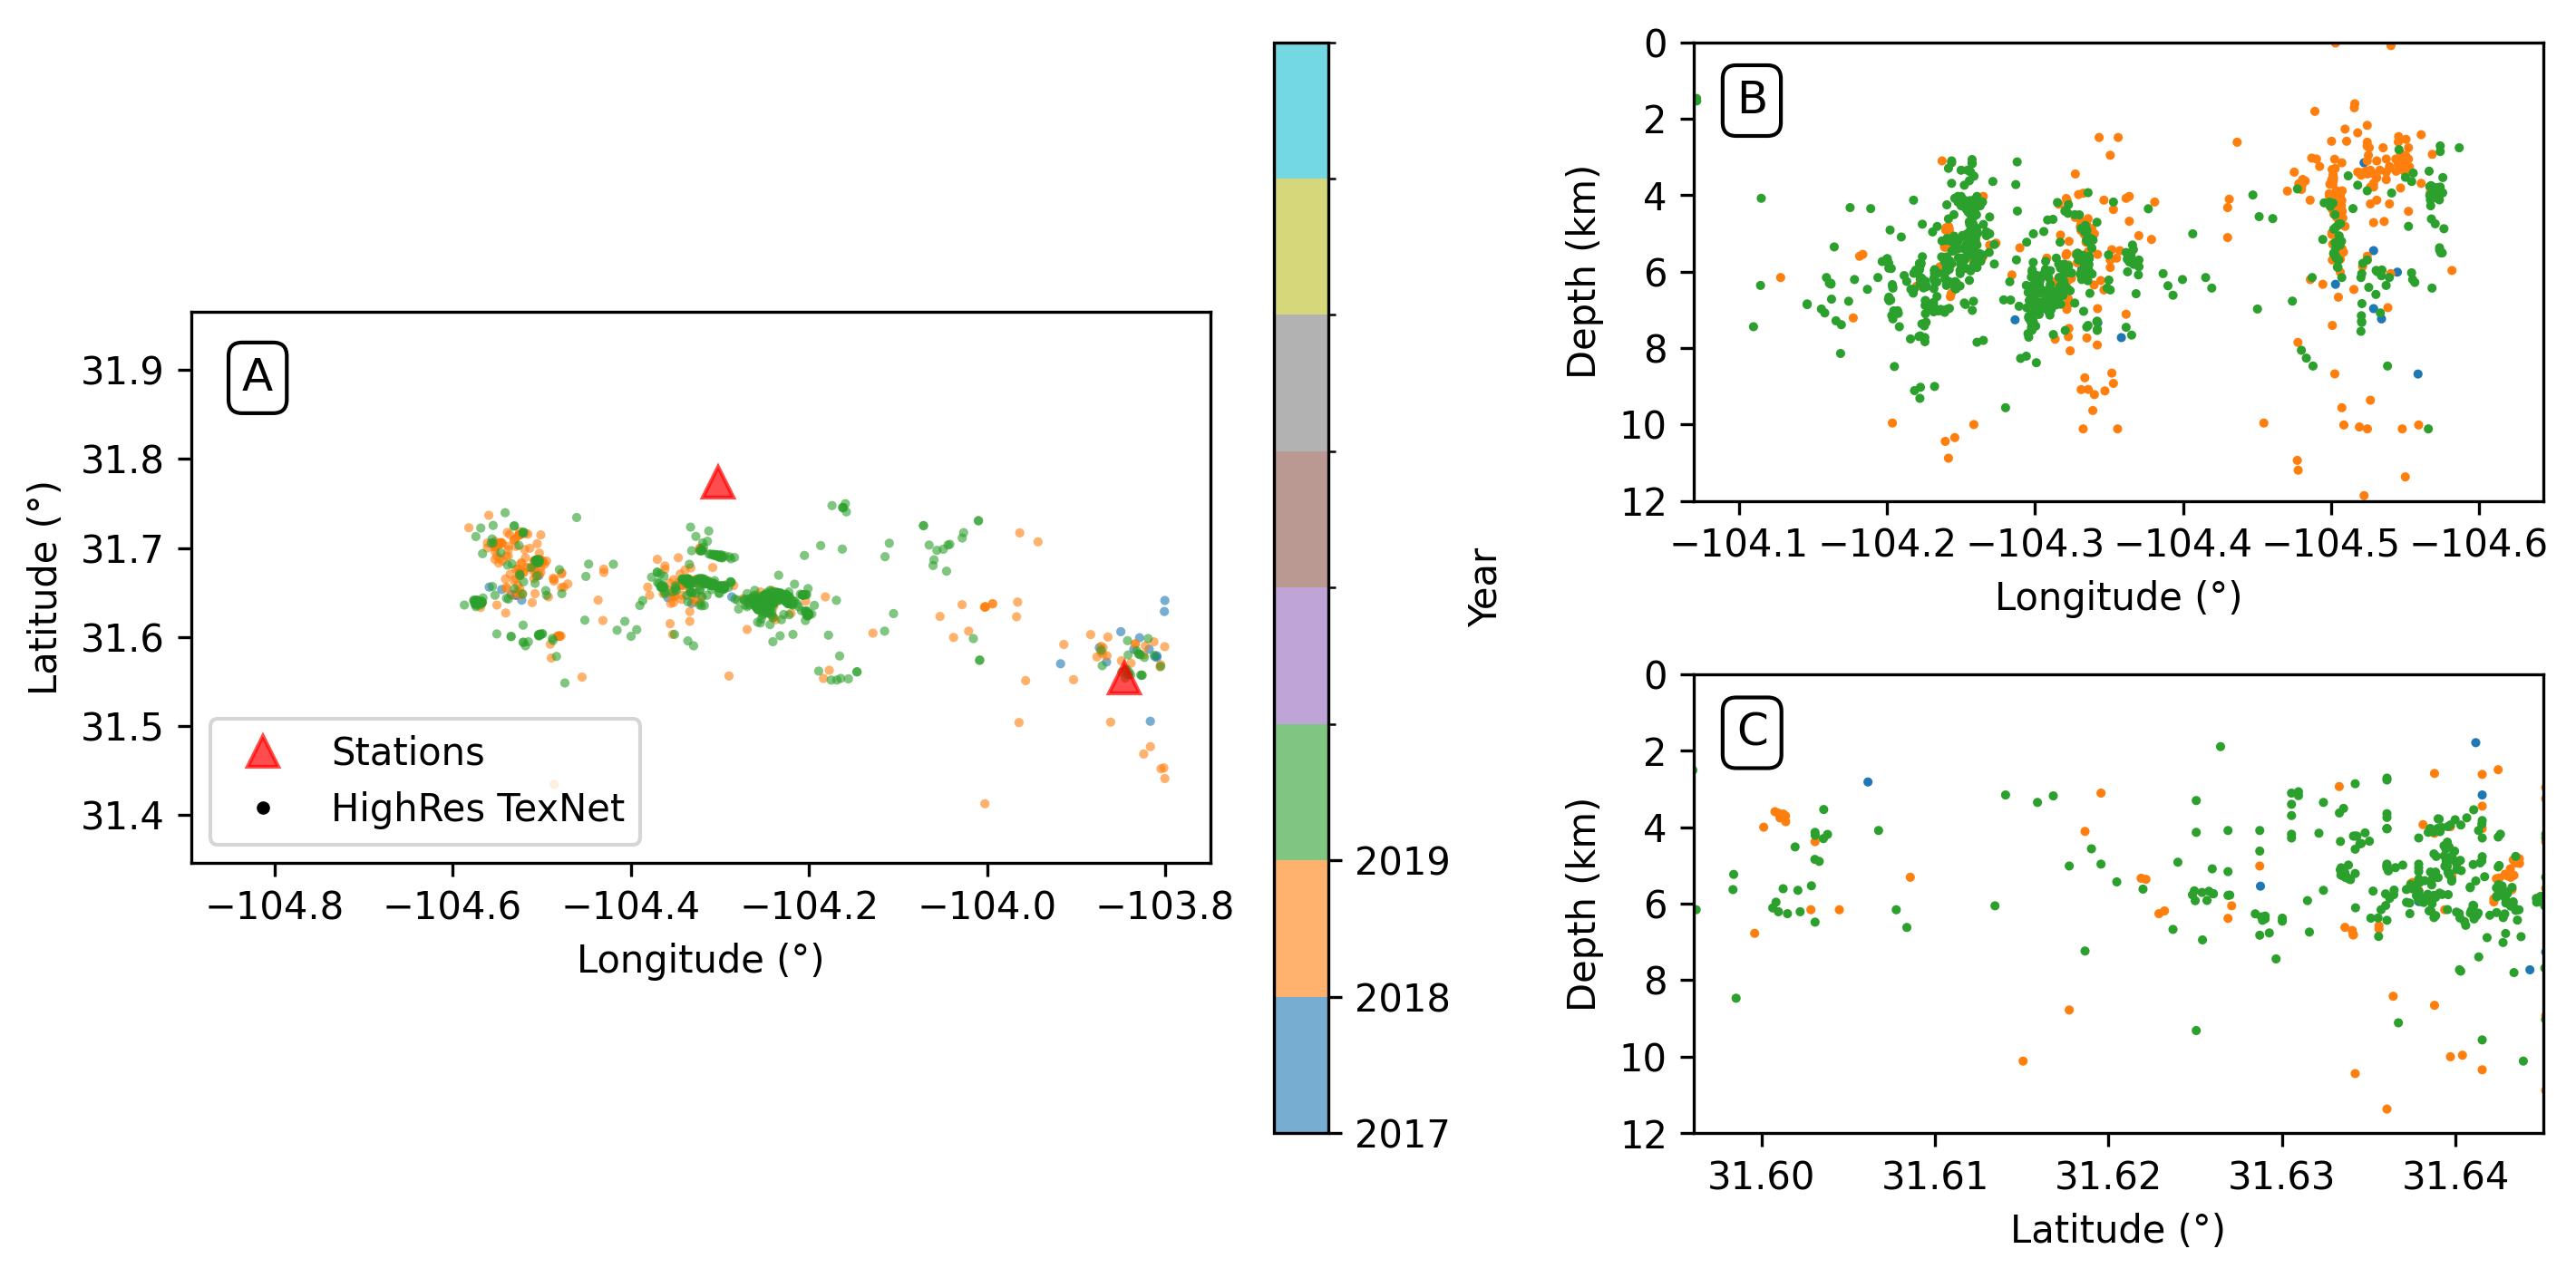 A
31.9
31.8
31.7
31.6
31.5
31.4
Latitude (°)
Stations
HighRes TexNet
−104.8 −104.6 −104.4 −104.2 −104.0 −103.8
Longitude (°)
2019
2018
2017
Year
B
0
2
4
6
8
10
12
Depth (km)
−104.1 −104.2 −104.3 −104.4 −104.5 −104.6
Longitude (°)
C
0
2
4
6
8
10
12
Depth (km)
31.60 31.61 31.62 31.63 31.64
Latitude (°)